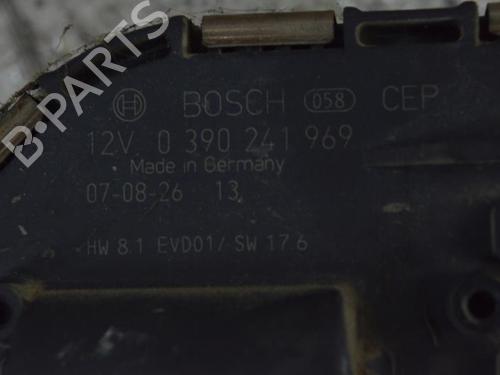 BOSCH 058 CEP
12V 0 390 241 969
Made in Germany
07-08-26 13
HW 8.1 EVD01/ SW 17.6
B-PARTS